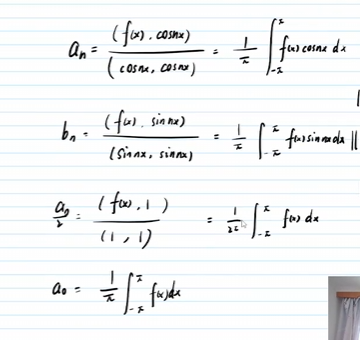 aₙ = (f(x), cosnx) / (cosnx, cosnx) = 1/π ∫_{-π}^{π} f(x) cosnx dx
bₙ = (f(x), sinnx) / (sinnx, sinnx) = 1/π ∫_{-π}^{π} f(x) sinnx dx ||
a₀/2 = (f(x), 1) / (1, 1) = 1/2π ∫_{-π}^{π} f(x) dx
a₀ = 1/π ∫_{-π}^{π} f(x) dx